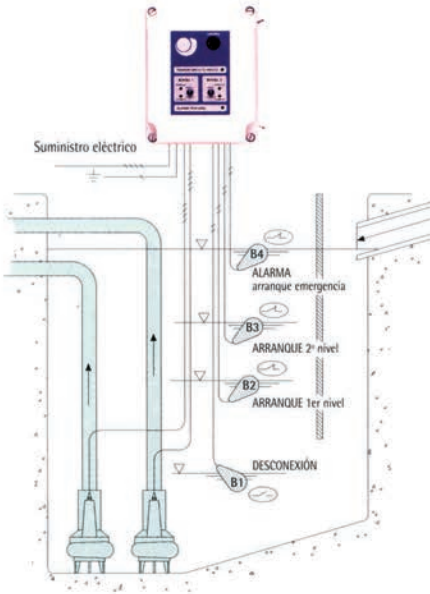 Suministro eléctrico
B4
ALARMA
arranque emergencia
B3
ARRANQUE 2º nivel
B2
ARRANQUE 1er nivel
DESCONEXIÓN
B1